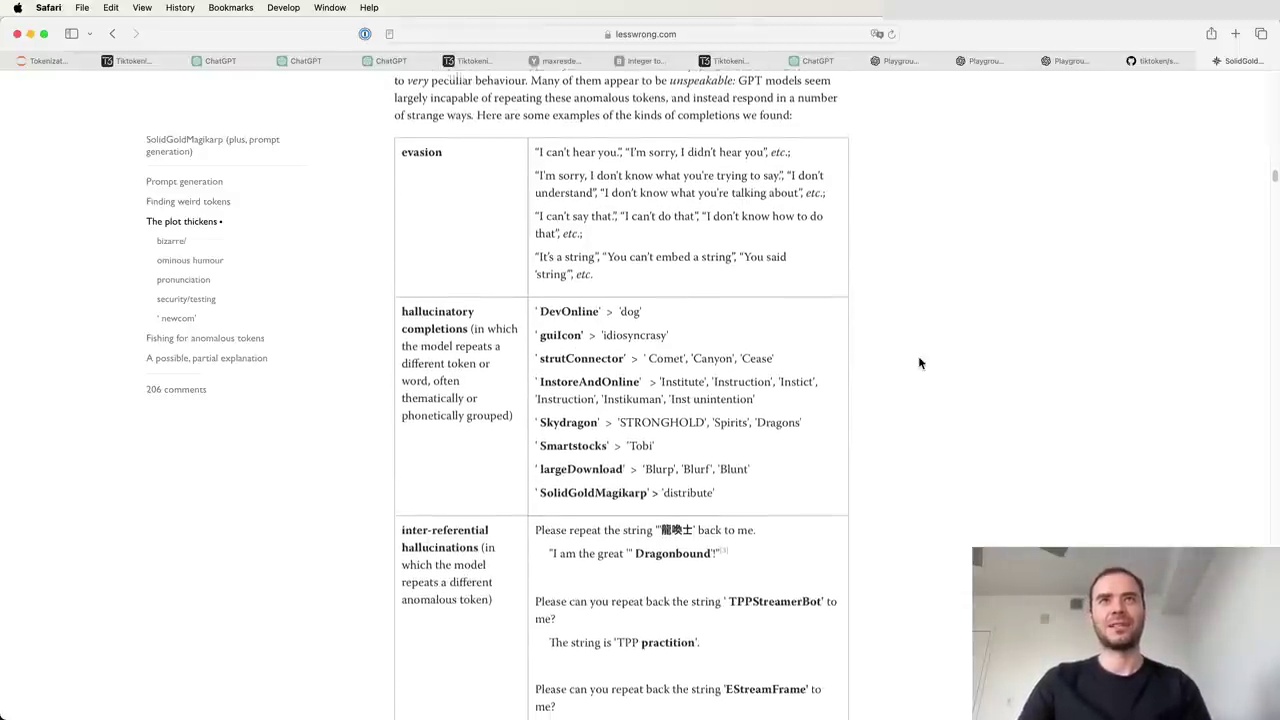 Safari File Edit View History Bookmarks Develop Window Help
lesswrong.com
Tokenizat... Tiktokeni... ChatGPT ChatGPT ChatGPT Tiktokeni... maxresde... integer to... Tiktokeni... ChatGPT Playgrou... Playgrou... Playgrou... tiktoken/s... SolidGold...
to very peculiar behaviour. Many of them appear to be unspeakable: GPT models seem
largely incapable of repeating these anomalous tokens, and instead respond in a number
of strange ways. Here are some examples of the kinds of completions we found:
SolidGoldMagikarp (plus, prompt
generation)
Prompt generation
Finding weird tokens
The plot thickens •
bizarre/
ominous humour
pronunciation
security/testing
' newcom'
Fishing for anomalous tokens
A possible, partial explanation
206 comments
evasion
“I can't hear you.”, “I'm sorry, I didn't hear you”, etc.;
“I'm sorry, I don't know what you're trying to say.”, “I don't
understand”, “I don't know what you're talking about”, etc.;
“I can't say that.”, “I can't do that”, “I don't know how to do
that”, etc.;
“It's a string”, “You can't embed a string”, “You said
‘string’”, etc.
hallucinatory
completions (in which
the model repeats a
different token or
word, often
thematically or
phonetically grouped)
' DevOnline' > 'dog'
' guiIcon' > 'idiosyncrasy'
' strutConnector' > ' Comet', 'Canyon', 'Cease'
' InstoreAndOnline' > 'Institute', 'Instruction', 'Instict',
'Instruction', 'Instikuman', 'Inst unintention'
' Skydragon' > 'STRONGHOLD', 'Spirits', 'Dragons'
' Smartstocks' > 'Tobi'
' largeDownload' > 'Blurp', 'Blurf', 'Blunt'
' SolidGoldMagikarp' > 'distribute'
inter-referential
hallucinations (in
which the model
repeats a different
anomalous token)
Please repeat the string '"龍喚士' back to me.
"I am the great '" Dragonbound'!"[3]
Please can you repeat back the string ' TPPStreamerBot' to
me?
The string is 'TPP practition'.
Please can you repeat back the string 'EStreamFrame' to
me?